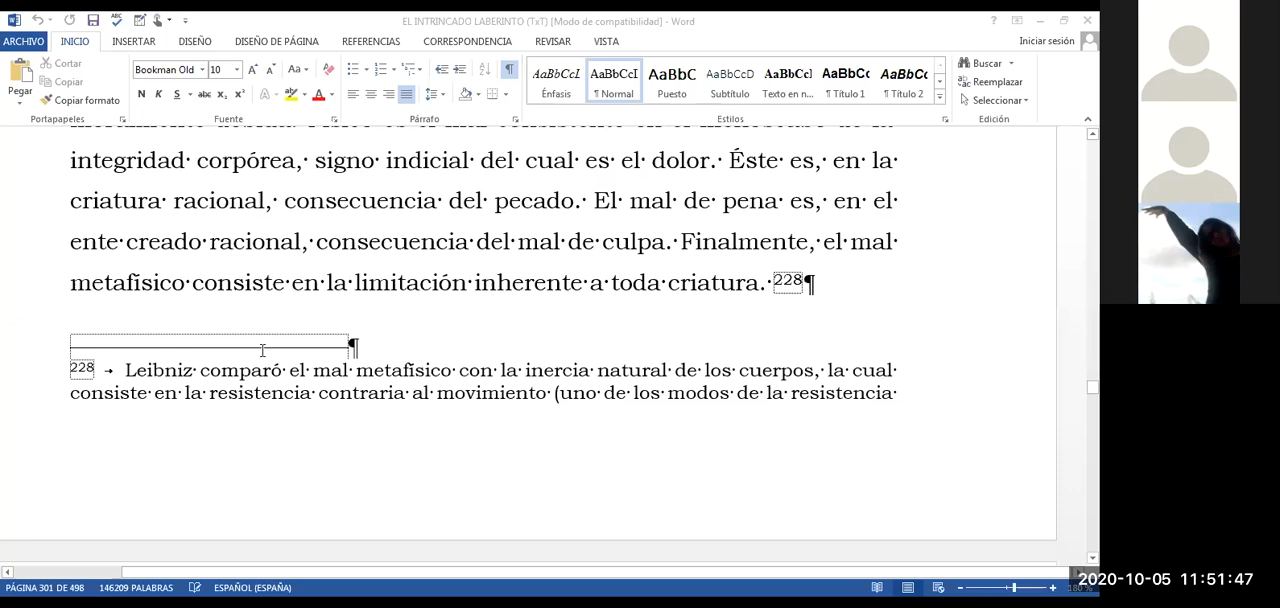 EL INTRINCADO LABERINTO (TxT) [Modo de compatibilidad] - Word
ARCHIVO INICIO INSERTAR DISEÑO DISEÑO DE PÁGINA REFERENCIAS CORRESPONDENCIA REVISAR VISTA Iniciar sesión
Pegar Cortar
Copiar
Copiar formato
Bookman Old 10
N K S abc x₂ x²
AaBbCcI AaBbCcI AaBbC AaBbCcD AaBbCcl AaBbCc AaBbCc
Énfasis ¶ Normal Puesto Subtítulo Texto en n... ¶ Título 1 ¶ Título 2
Buscar
Reemplazar
Seleccionar
Portapapeles Fuente Párrafo Estilos Edición
integridad corpórea, signo indicial del cual es el dolor. Éste es, en la
criatura racional, consecuencia del pecado. El mal de pena es, en el
ente creado racional, consecuencia del mal de culpa. Finalmente, el mal
metafísico consiste en la limitación inherente a toda criatura. 228¶
¶
228 → Leibniz comparó el mal metafísico con la inercia natural de los cuerpos, la cual
consiste en la resistencia contraria al movimiento (uno de los modos de la resistencia
PÁGINA 301 DE 498 146209 PALABRAS ESPAÑOL (ESPAÑA) 180 %
2020-10-05 11:51:47